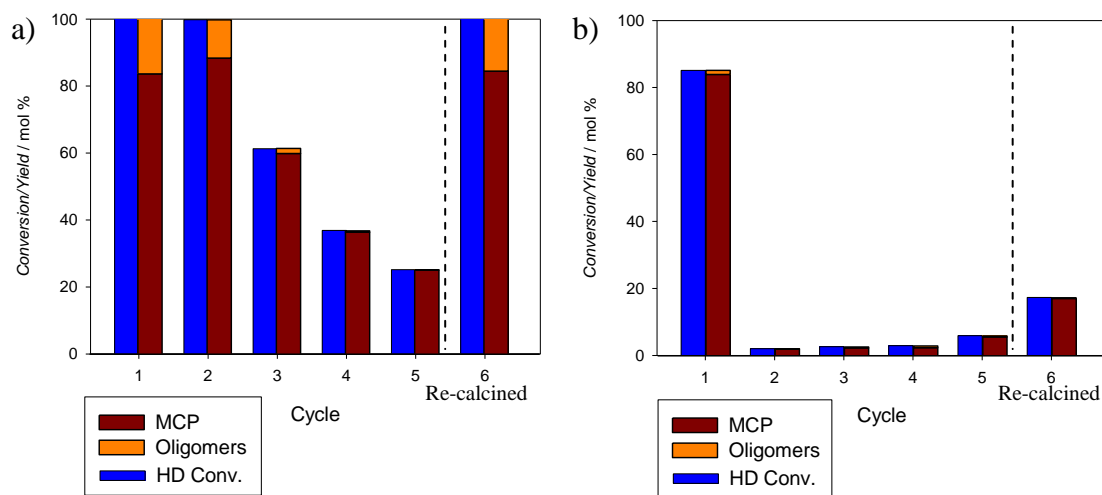 a)
Conversion/Yield / mol %
100
80
60
40
20
0
1 2 3 4 5 6
Re-calcined
Cycle
MCP
Oligomers
HD Conv.
b)
Conversion/Yield / mol %
100
80
60
40
20
0
1 2 3 4 5 6
Re-calcined
Cycle
MCP
Oligomers
HD Conv.